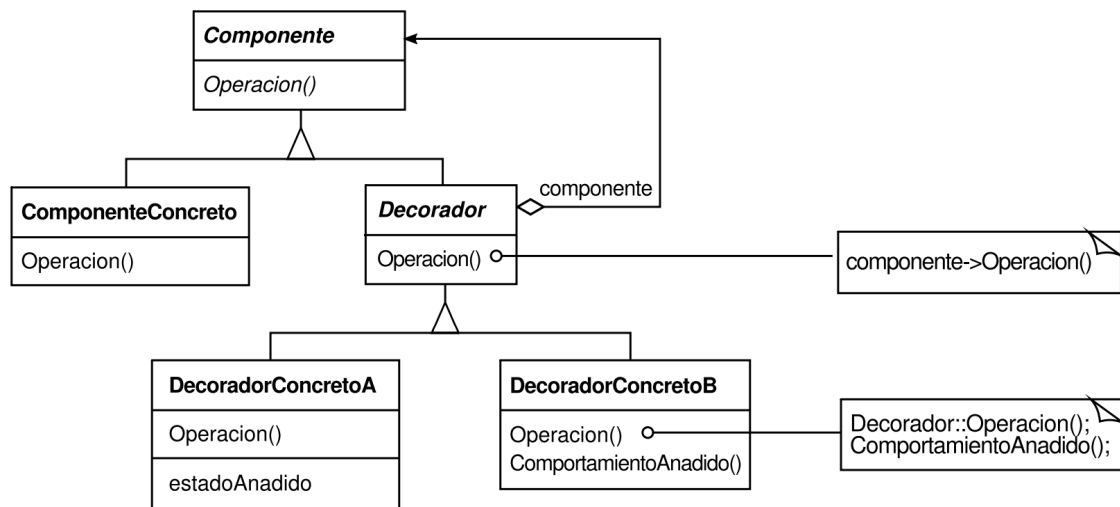 Componente
Operacion()
componente
ComponenteConcreto
Operacion()
Decorador
Operacion()
componente->Operacion()
DecoradorConcretoA
Operacion()
estadoAnadido
DecoradorConcretoB
Operacion()
ComportamientoAnadido()
Decorador::Operacion();
ComportamientoAnadido();